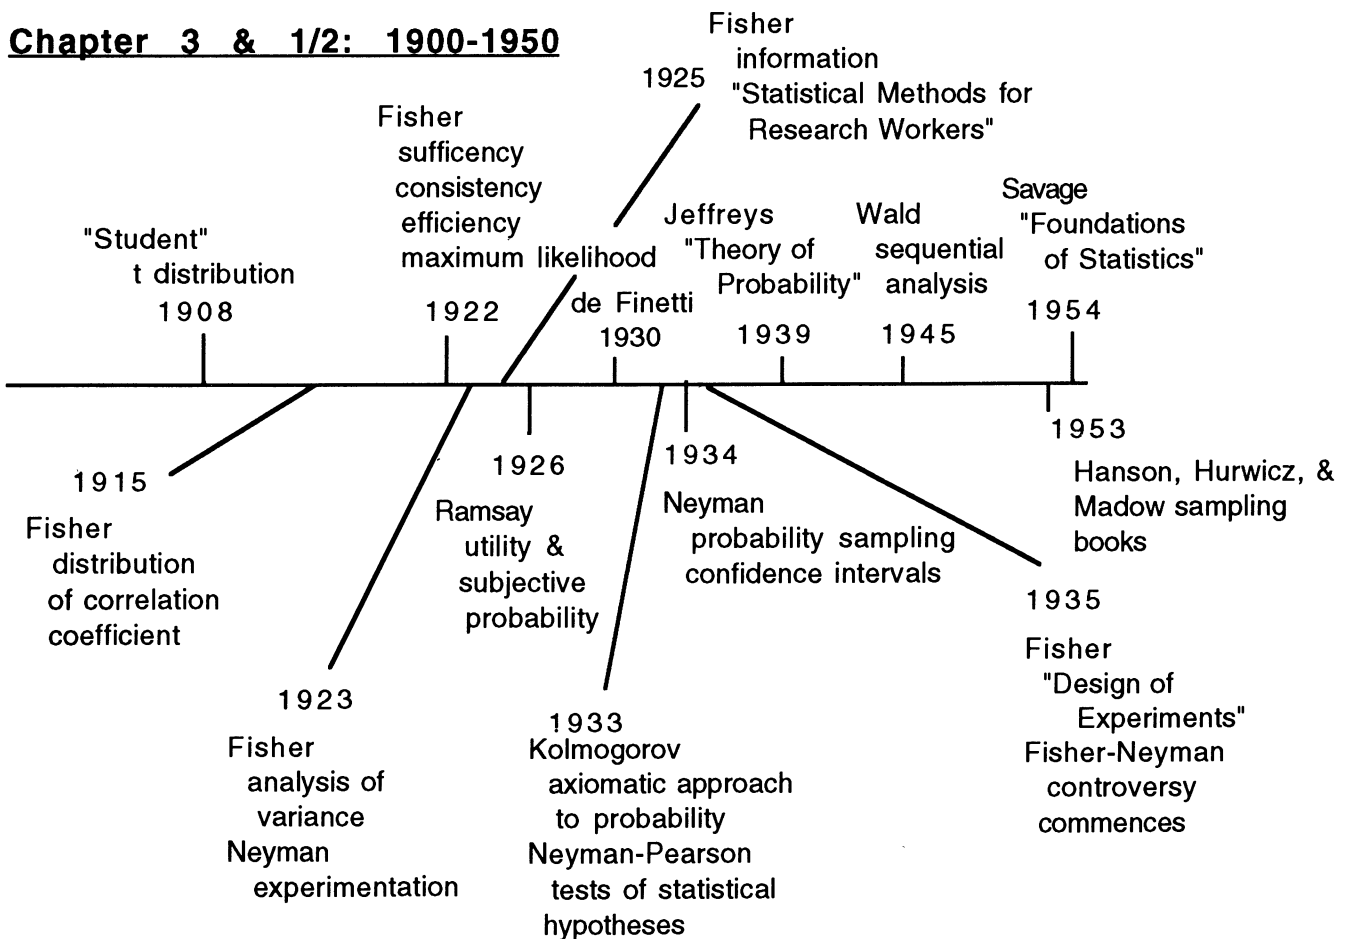 Chapter 3 & 1/2: 1900-1950
Fisher
information
1925
"Statistical Methods for
Research Workers"
Fisher
sufficency
consistency
efficiency
maximum likelihood
"Student"
t distribution
1908
1922
de Finetti
1930
Jeffreys
"Theory of
Probability"
1939
Wald
sequential
analysis
1945
Savage
"Foundations
of Statistics"
1954
1915
Fisher
distribution
of correlation
coefficient
1923
Fisher
analysis of
variance
Neyman
experimentation
1926
Ramsay
utility &
subjective
probability
1933
Kolmogorov
axiomatic approach
to probability
Neyman-Pearson
tests of statistical
hypotheses
1934
Neyman
probability sampling
confidence intervals
1953
Hanson, Hurwicz, &
Madow sampling
books
1935
Fisher
"Design of
Experiments"
Fisher-Neyman
controversy
commences